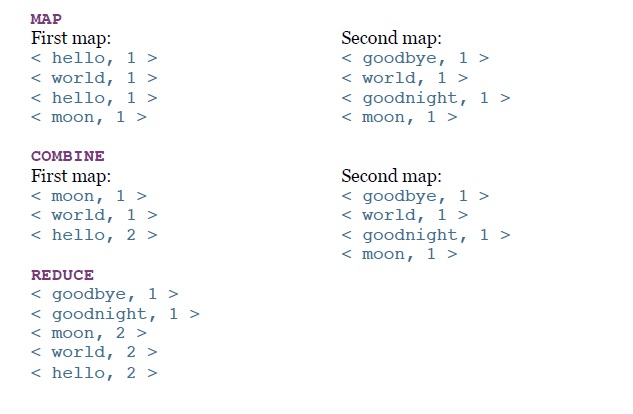 MAP
First map:
< hello, 1 >
< world, 1 >
< hello, 1 >
< moon, 1 >
Second map:
< goodbye, 1 >
< world, 1 >
< goodnight, 1 >
< moon, 1 >
COMBINE
First map:
< moon, 1 >
< world, 1 >
< hello, 2 >
Second map:
< goodbye, 1 >
< world, 1 >
< goodnight, 1 >
< moon, 1 >
REDUCE
< goodbye, 1 >
< goodnight, 1 >
< moon, 2 >
< world, 2 >
< hello, 2 >